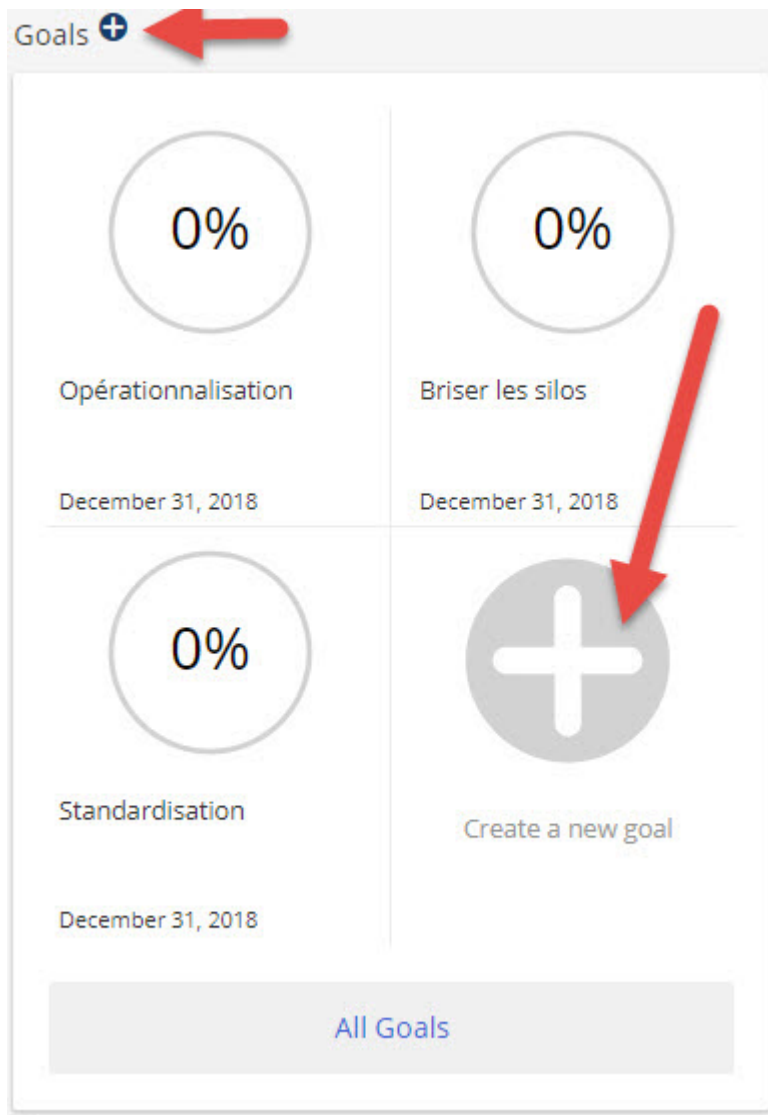 Goals
0%
0%
Opérationnalisation
Briser les silos
December 31, 2018
December 31, 2018
0%
Standardisation
Create a new goal
December 31, 2018
All Goals